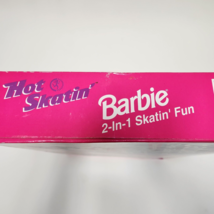 Hot
Skatin'
Barbie
2-In-1 Skatin' Fun